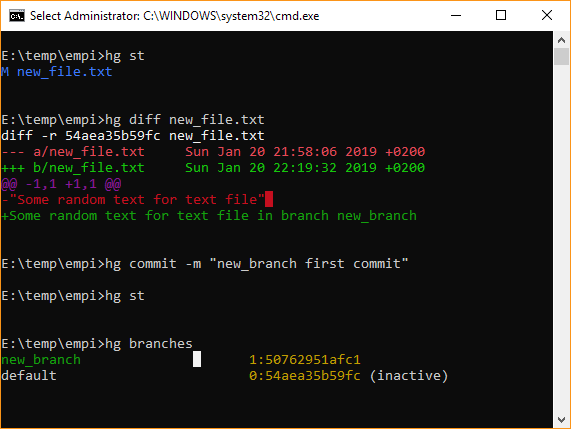 Select Administrator: C:\WINDOWS\system32\cmd.exe
E:\temp\empi>hg st
M new_file.txt
E:\temp\empi>hg diff new_file.txt
diff -r 54aea35b59fc new_file.txt
--- a/new_file.txt     Sun Jan 20 21:58:06 2019 +0200
+++ b/new_file.txt     Sun Jan 20 22:19:32 2019 +0200
@@ -1,1 +1,1 @@
-"Some random text for text file"
+Some random text for text file in branch new_branch
E:\temp\empi>hg commit -m "new_branch first commit"
E:\temp\empi>hg st
E:\temp\empi>hg branches
new_branch                     1:50762951afc1
default                        0:54aea35b59fc (inactive)